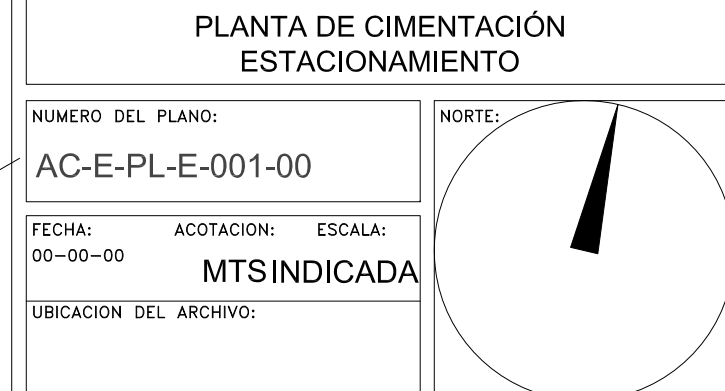 PLANTA DE CIMENTACIÓN
ESTACIONAMIENTO
NUMERO DEL PLANO:
AC-E-PL-E-001-00
NORTE:
FECHA: ACOTACION: ESCALA:
00-00-00 MTS INDICADA
UBICACION DEL ARCHIVO: